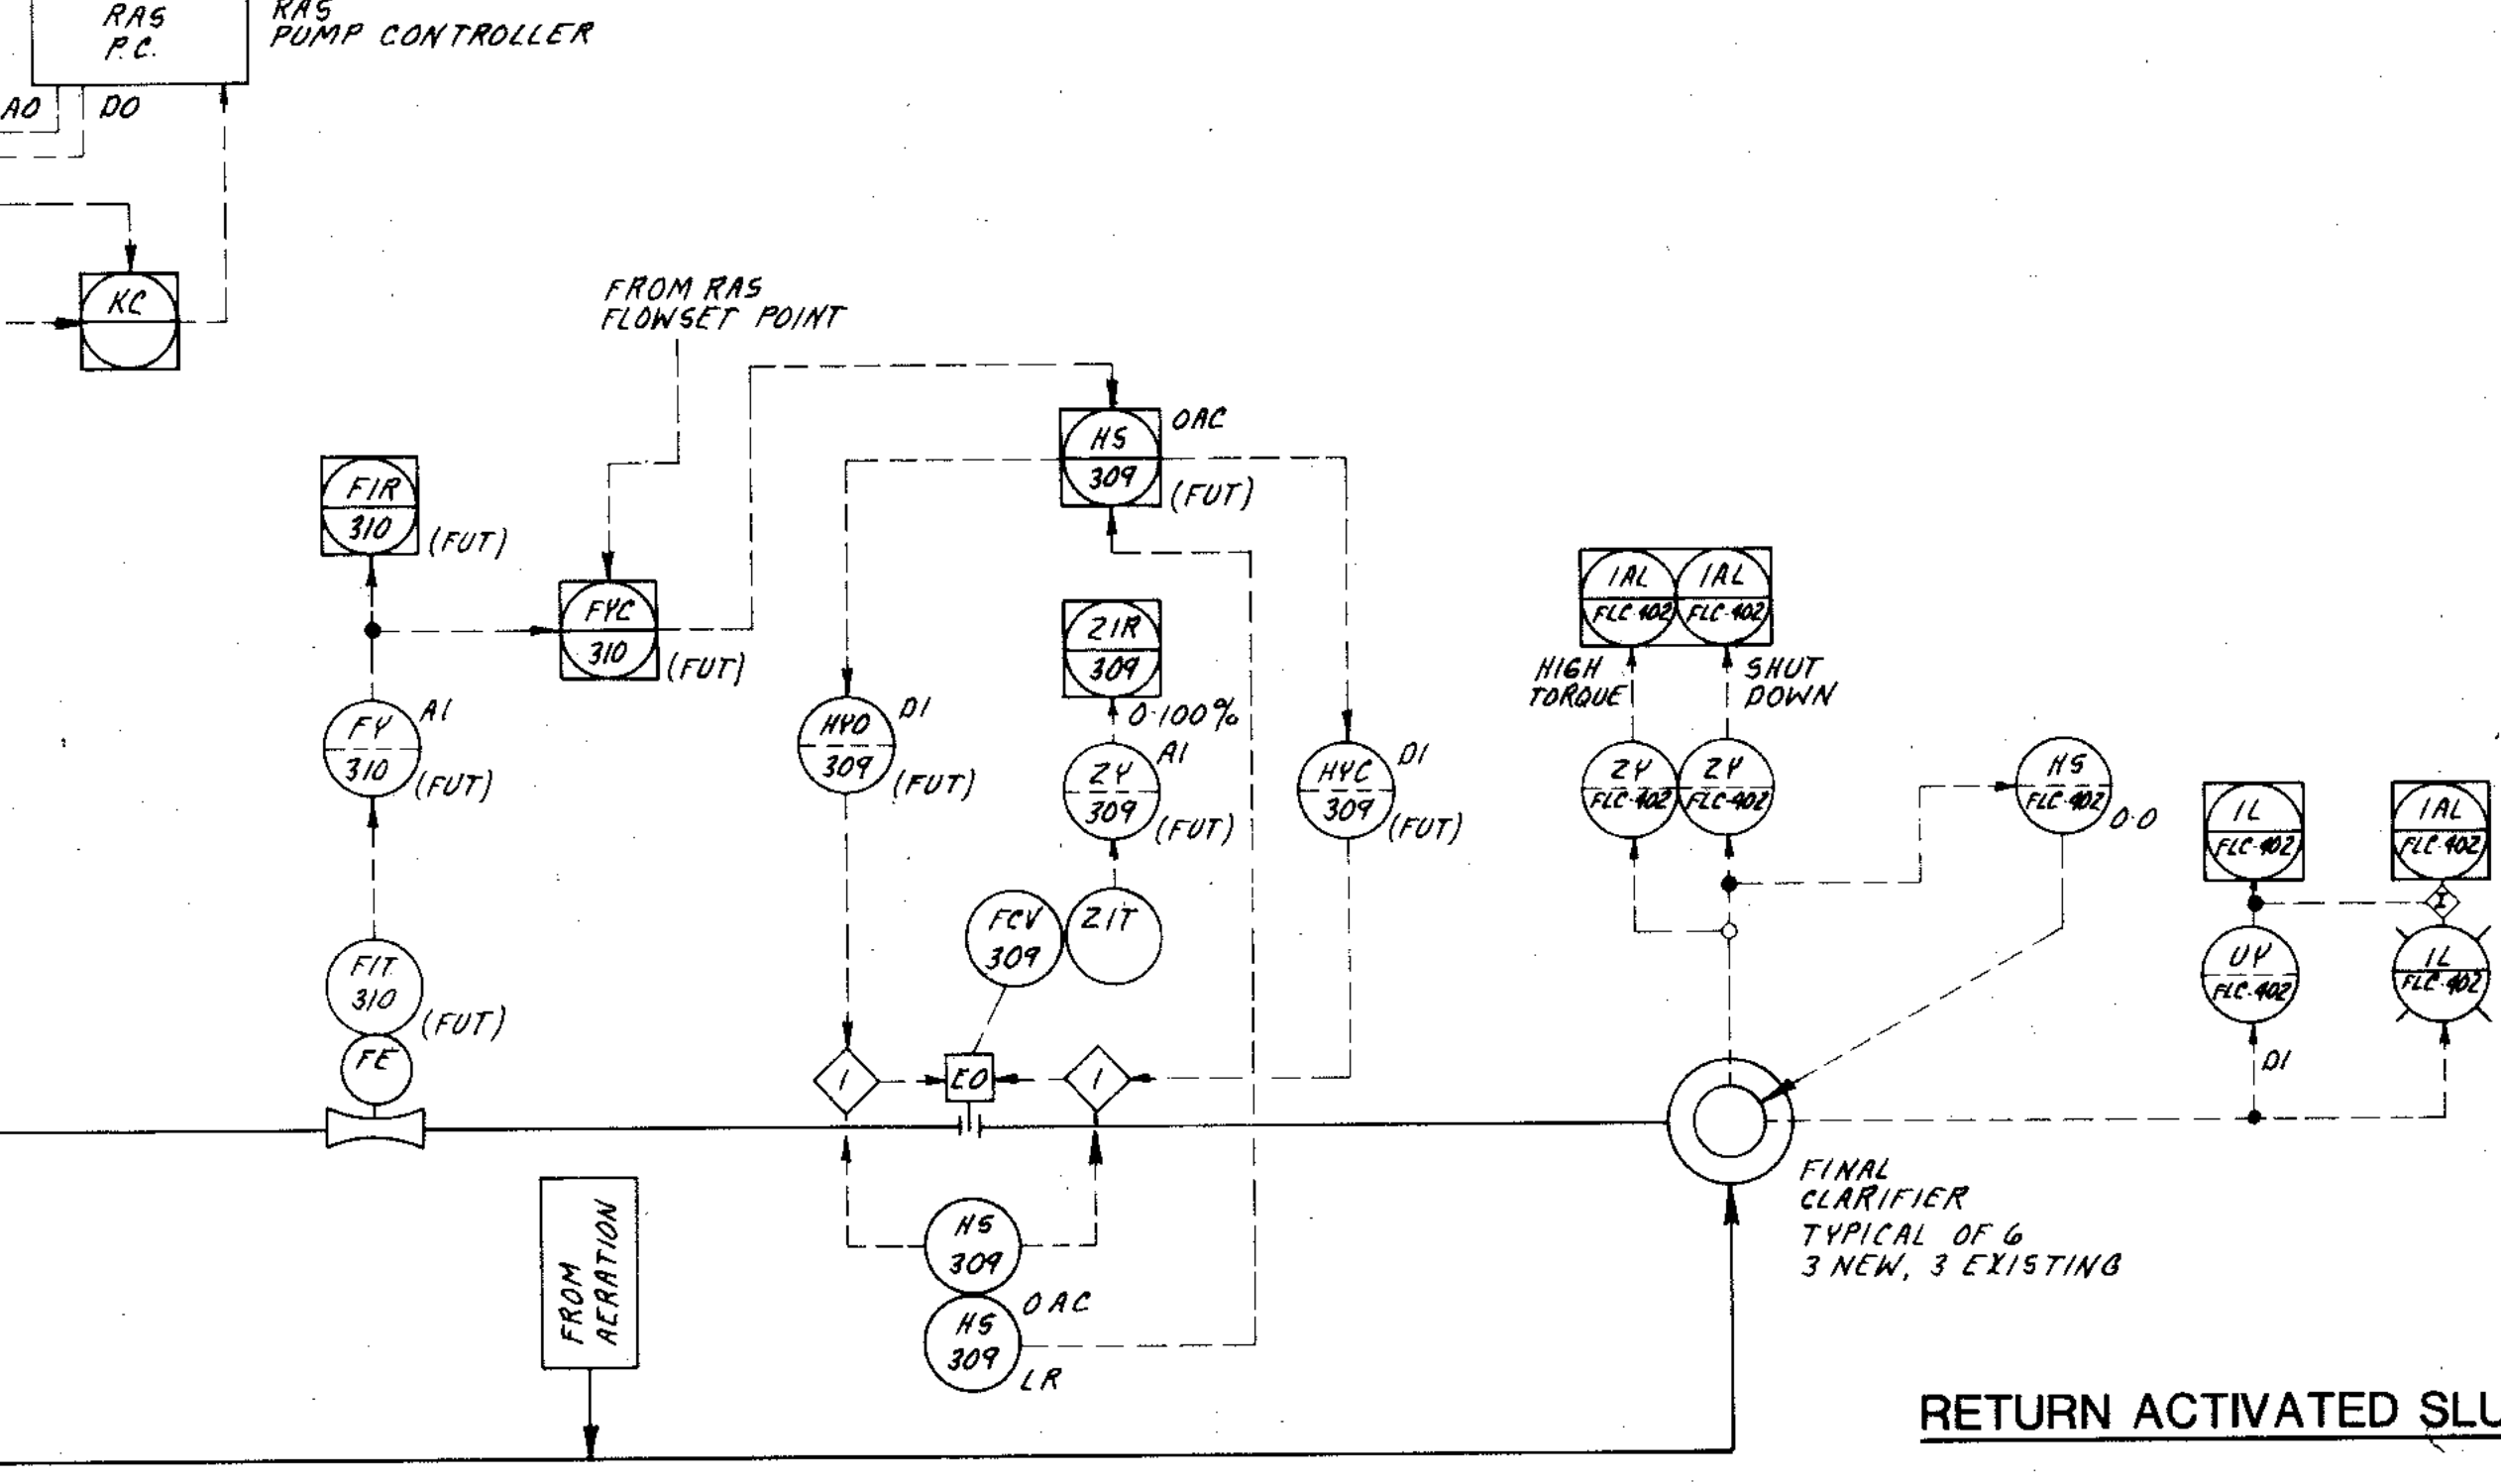 RAS
P.C.
RAS
PUMP CONTROLLER
AO
DO
KC
FROM RAS
FLOWSET POINT
HS
309
OAC
(FUT)
FIR
310
(FUT)
FYC
310
(FUT)
ZIR
309
0-100%
IAL
FLC-402
IAL
FLC-402
HIGH
TORQUE
SHUT
DOWN
FY
310
AI
(FUT)
HYO
309
DI
(FUT)
ZY
309
AI
(FUT)
HYC
309
DI
(FUT)
ZY
FLC-402
ZY
FLC-402
HS
FLC-402
O-O
IL
FLC-402
IAL
FLC-402
I
FCV
309
ZIT
FIT
310
(FUT)
FE
UY
FLC-402
IL
FLC-402
DI
I
EO
I
FROM
AERATION
HS
309
OAC
HS
309
LR
FINAL
CLARIFIER
TYPICAL OF 6
3 NEW, 3 EXISTING
RETURN ACTIVATED SLU